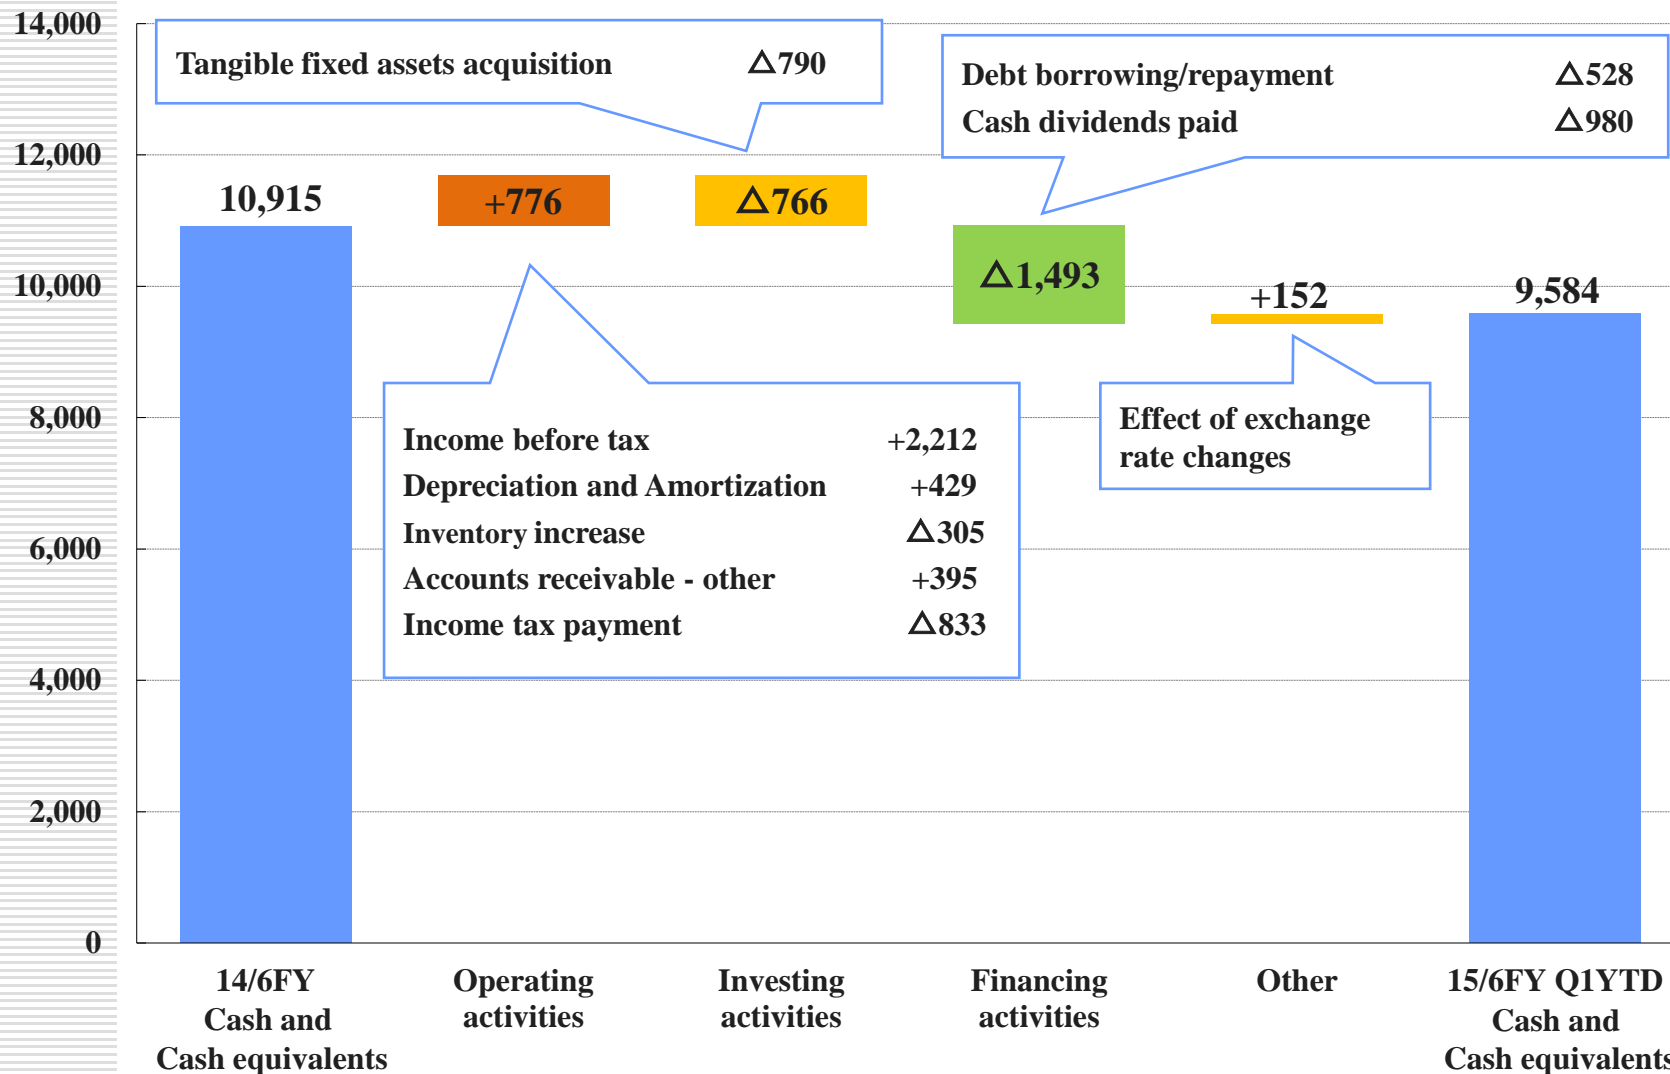 14,000
12,000
10,000
8,000
6,000
4,000
2,000
0
Tangible fixed assets acquisition △790
Debt borrowing/repayment △528
Cash dividends paid △980
10,915
+776
△766
△1,493
+152
9,584
Income before tax +2,212
Depreciation and Amortization +429
Inventory increase △305
Accounts receivable - other +395
Income tax payment △833
Effect of exchange
rate changes
14/6FY
Cash and
Cash equivalents
Operating
activities
Investing
activities
Financing
activities
Other
15/6FY Q1YTD
Cash and
Cash equivalents